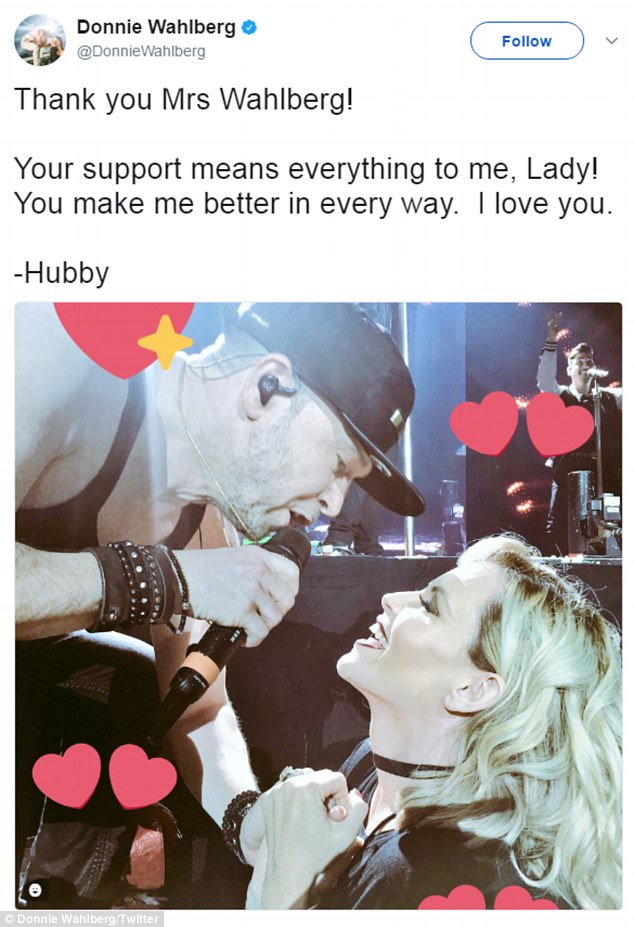 Donnie Wahlberg
@DonnieWahlberg
Follow
Thank you Mrs Wahlberg!
Your support means everything to me, Lady!
You make me better in every way. I love you.
-Hubby
© Donnie Wahlberg/Twitter